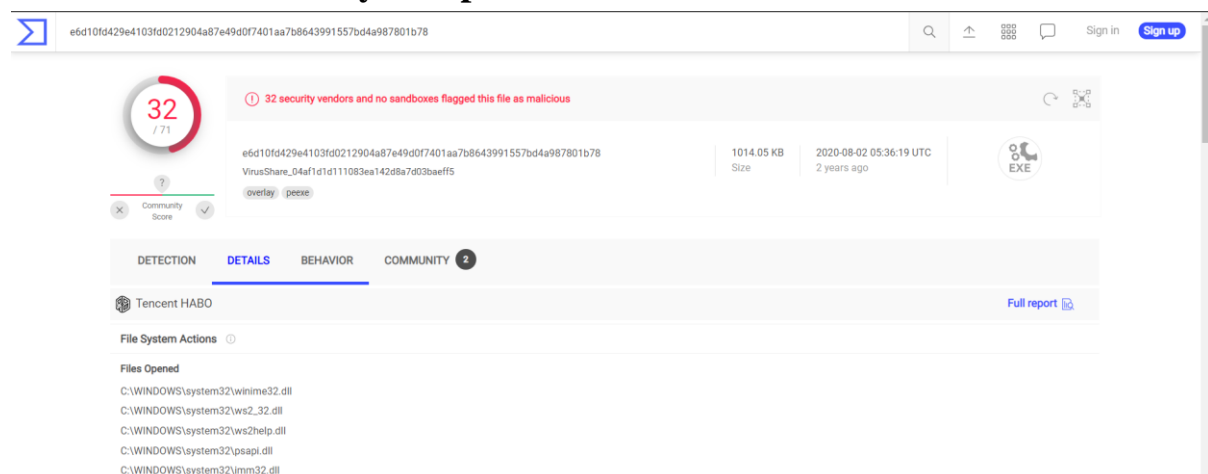 e6d10fd429e4103fd0212904a87e49d0f7401aa7b8643991557bd4a987801b78
Sign in
Sign up
32
/ 71
32 security vendors and no sandboxes flagged this file as malicious
e6d10fd429e4103fd0212904a87e49d0f7401aa7b8643991557bd4a987801b78
VirusShare_04af1d1d111083ea142d8a7d03baeff5
overlay peexe
1014.05 KB
Size
2020-08-02 05:36:19 UTC
2 years ago
EXE
?
Community
Score
DETECTION DETAILS BEHAVIOR COMMUNITY 2
Tencent HABO
Full report
File System Actions
Files Opened
C:\WINDOWS\system32\winime32.dll
C:\WINDOWS\system32\ws2_32.dll
C:\WINDOWS\system32\ws2help.dll
C:\WINDOWS\system32\psapi.dll
C:\WINDOWS\system32\imm32.dll